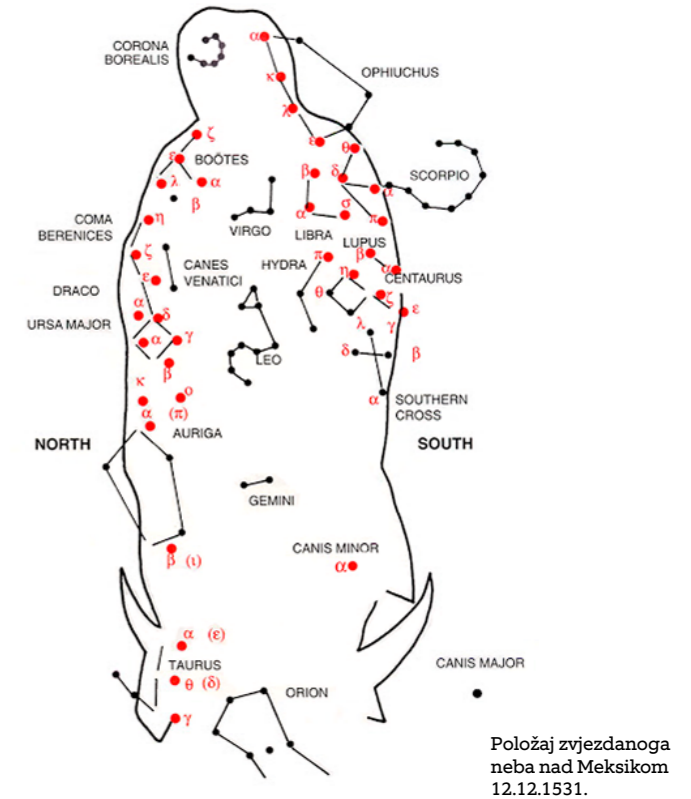 CORONA
BOREALIS
α
κ
λ
ε
OPHIUCHUS
ζ
ε
BOÖTES
λ
α
β
θ
β
δ
α
SCORPIO
α
σ
π
η
COMA
BERENICES
VIRGO
LIBRA
LUPUS
ζ
CANES
VENATICI
HYDRA
π
β
α
CENTAURUS
ε
η
θ
ζ
ε
DRACO
α
δ
URSA MAJOR
α
γ
λ
γ
β
LEO
δ
β
κ
ο
α
(π)
α
SOUTHERN
CROSS
AURIGA
NORTH
SOUTH
GEMINI
CANIS MINOR
β (ι)
α
α (ε)
TAURUS
θ (δ)
CANIS MAJOR
ORION
γ
Položaj zvjezdanoga
neba nad Meksikom
12.12.1531.